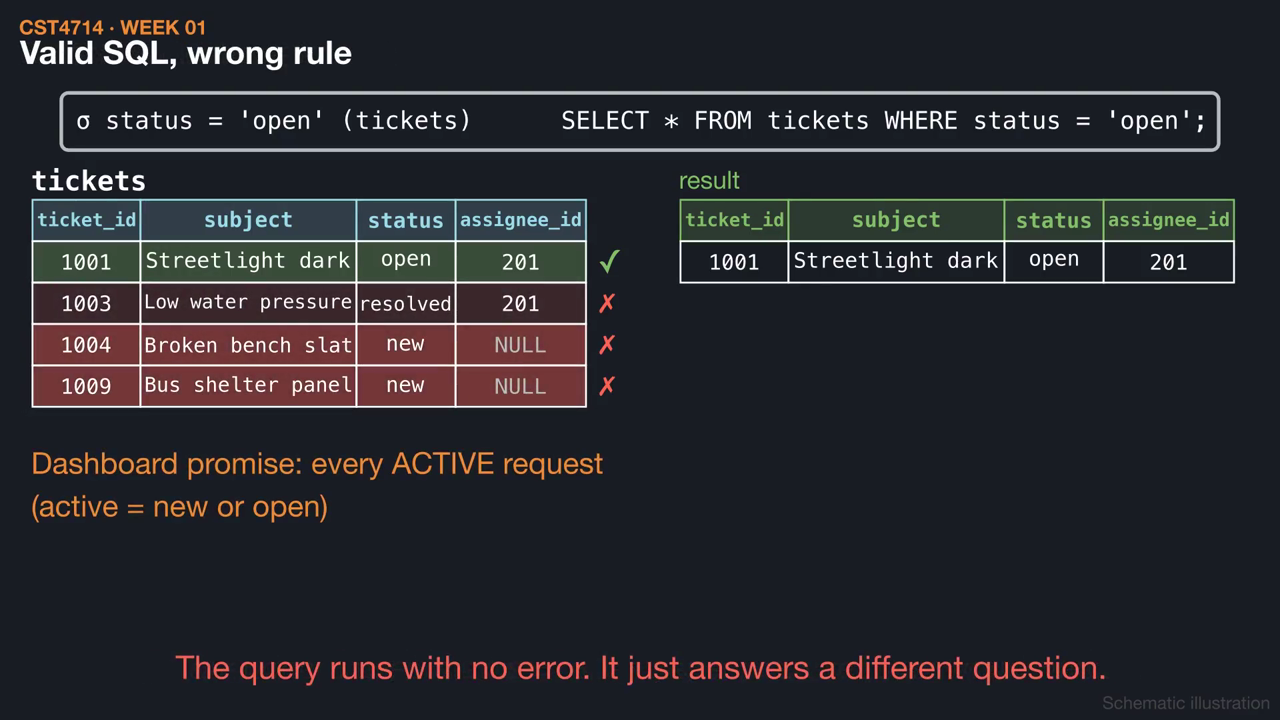 CST4714 · WEEK 01
Valid SQL, wrong rule
σ status = 'open' (tickets) SELECT * FROM tickets WHERE status = 'open';
tickets
ticket_id subject status assignee_id
1001 Streetlight dark open 201 ✓
1003 Low water pressure resolved 201 ✗
1004 Broken bench slat new NULL ✗
1009 Bus shelter panel new NULL ✗
result
ticket_id subject status assignee_id
1001 Streetlight dark open 201
Dashboard promise: every ACTIVE request
(active = new or open)
The query runs with no error. It just answers a different question.
Schematic illustration